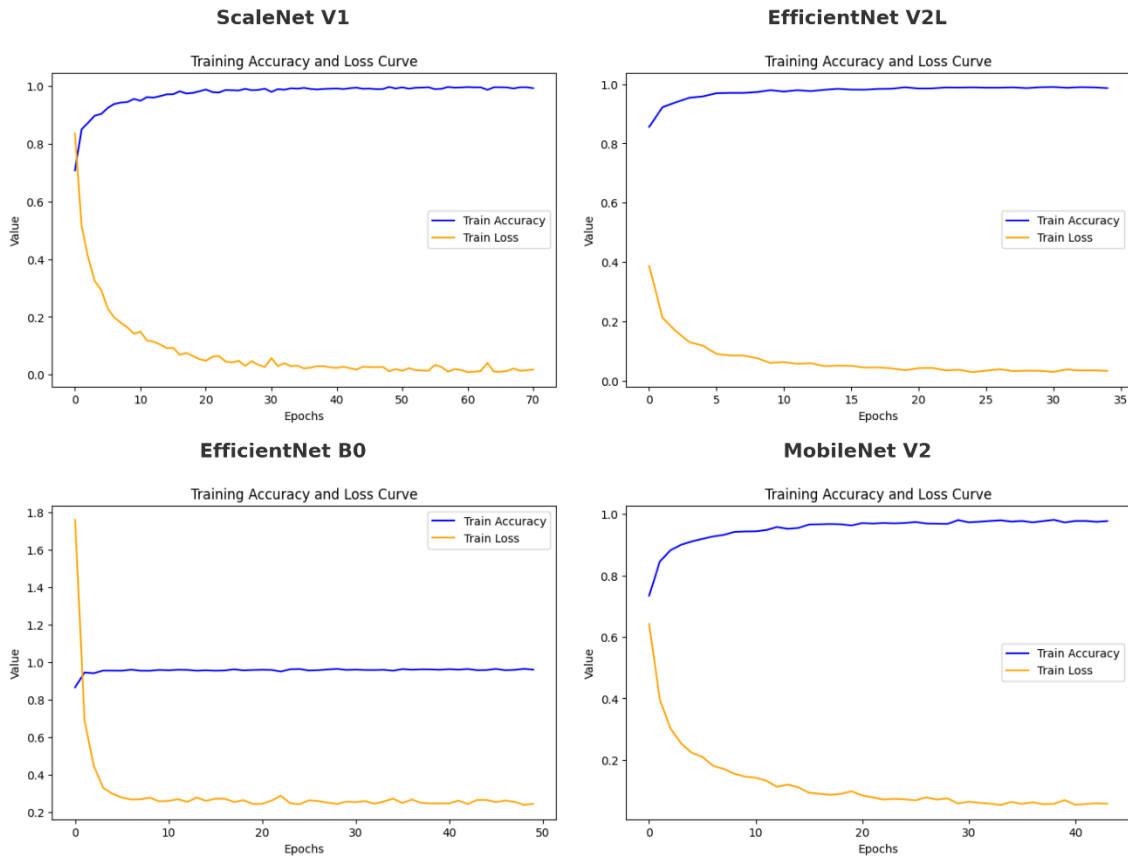 ScaleNet V1
Training Accuracy and Loss Curve
1.0
0.8
0.6
0.4
0.2
0.0
Value
Train Accuracy
Train Loss
0 10 20 30 40 50 60 70
Epochs
EfficientNet V2L
Training Accuracy and Loss Curve
1.0
0.8
0.6
0.4
0.2
0.0
Value
Train Accuracy
Train Loss
0 5 10 15 20 25 30 35
Epochs
EfficientNet B0
Training Accuracy and Loss Curve
1.8
1.6
1.4
1.2
1.0
0.8
0.6
0.4
0.2
Value
Train Accuracy
Train Loss
0 10 20 30 40 50
Epochs
MobileNet V2
Training Accuracy and Loss Curve
1.0
0.8
0.6
0.4
0.2
Value
Train Accuracy
Train Loss
0 10 20 30 40
Epochs